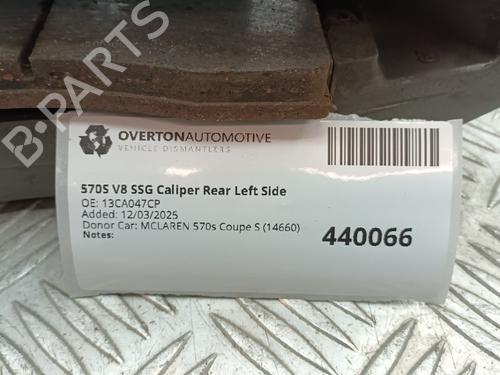 B-PARTS
OVERTONAUTOMOTIVE
VEHICLE DISMANTLERS
570S V8 SSG Caliper Rear Left Side
OE: 13CA047CP
Added: 12/03/2025
Donor Car: MCLAREN 570s Coupe S (14660)
Notes:
440066